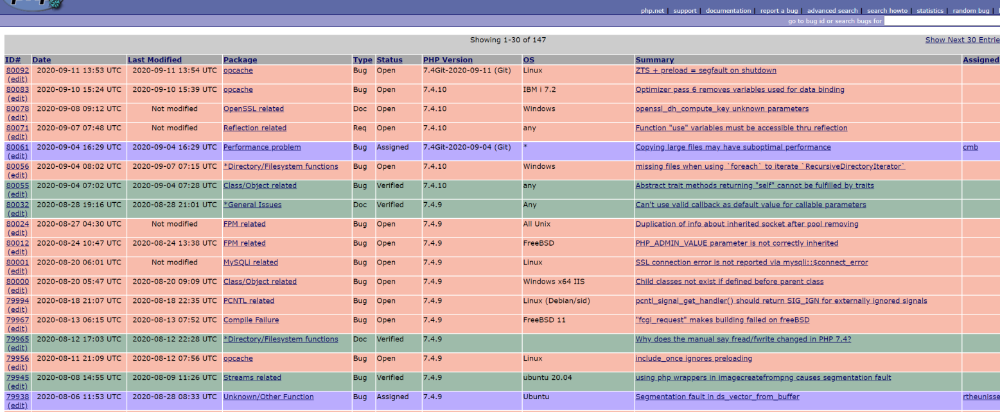 php
php.net | support | documentation | report a bug | advanced search | search howto | statistics | random bug |
go to bug id or search bugs for
Showing 1-30 of 147 Show Next 30 Entrie
ID# Date Last Modified Package Type Status PHP Version OS Summary Assigned
80092 2020-09-11 13:53 UTC 2020-09-11 13:54 UTC opcache Bug Open 7.4Git-2020-09-11 (Git) Linux ZTS + preload = segfault on shutdown
(edit)
80083 2020-09-10 15:24 UTC 2020-09-10 15:39 UTC opcache Bug Open 7.4.10 IBM i 7.2 Optimizer pass 6 removes variables used for data binding
(edit)
80078 2020-09-08 09:12 UTC Not modified OpenSSL related Doc Open 7.4.10 Windows openssl_dh_compute_key unknown parameters
(edit)
80071 2020-09-07 07:48 UTC Not modified Reflection related Req Open 7.4.10 any Function "use" variables must be accessible thru reflection
(edit)
80061 2020-09-04 16:29 UTC 2020-09-04 16:29 UTC Performance problem Bug Assigned 7.4Git-2020-09-04 (Git) * Copying large files may have suboptimal performance cmb
(edit)
80056 2020-09-04 08:02 UTC 2020-09-07 07:15 UTC *Directory/Filesystem functions Bug Open 7.4.10 Windows missing files when using `foreach` to iterate `RecursiveDirectoryIterator`
(edit)
80055 2020-09-04 07:02 UTC 2020-09-04 07:28 UTC Class/Object related Bug Verified 7.4.10 any Abstract trait methods returning "self" cannot be fulfilled by traits
(edit)
80032 2020-08-28 19:16 UTC 2020-08-28 21:01 UTC *General Issues Doc Verified 7.4.9 Any Can't use valid callback as default value for callable parameters
(edit)
80024 2020-08-27 04:30 UTC Not modified FPM related Bug Open 7.4.9 All Unix Duplication of info about inherited socket after pool removing
(edit)
80012 2020-08-24 10:47 UTC 2020-08-24 13:38 UTC FPM related Bug Open 7.4.9 FreeBSD PHP_ADMIN_VALUE parameter is not correctly inherited
(edit)
80001 2020-08-20 06:01 UTC Not modified MySQLi related Bug Open 7.4.9 Linux SSL connection error is not reported via mysqli::$connect_error
(edit)
80000 2020-08-20 05:47 UTC 2020-08-20 09:09 UTC Class/Object related Bug Open 7.4.9 Windows x64 IIS Child classes not exist if defined before parent class
(edit)
79994 2020-08-18 21:07 UTC 2020-08-18 22:35 UTC PCNTL related Bug Open 7.4.9 Linux (Debian/sid) pcntl_signal_get_handler() should return SIG_IGN for externally ignored signals
(edit)
79967 2020-08-13 06:15 UTC 2020-08-13 07:52 UTC Compile Failure Bug Open 7.4.9 FreeBSD 11 "fcgi_request" makes building failed on freeBSD
(edit)
79965 2020-08-12 17:03 UTC 2020-08-12 22:28 UTC *Directory/Filesystem functions Doc Verified 7.4.9 Why does the manual say fread/fwrite changed in PHP 7.4?
(edit)
79956 2020-08-11 21:09 UTC 2020-08-12 07:56 UTC opcache Bug Open 7.4.9 Linux include_once ignores preloading
(edit)
79945 2020-08-08 14:55 UTC 2020-08-09 11:26 UTC Streams related Bug Verified 7.4.9 ubuntu 20.04 using php wrappers in imagecreatefrompng causes segmentation fault
(edit)
79938 2020-08-06 11:53 UTC 2020-08-28 08:33 UTC Unknown/Other Function Bug Assigned 7.4.9 Ubuntu Segmentation fault in ds_vector_from_buffer rtheunisse
(edit)